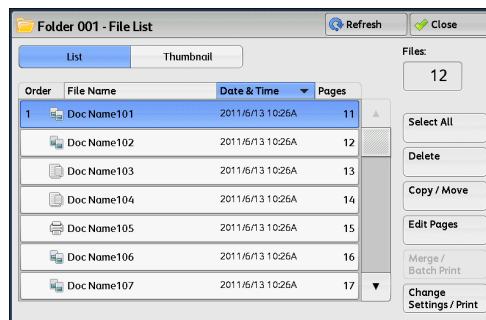 Folder 001 - File List
Refresh
Close
List
Thumbnail
Files:
12
Order File Name Date & Time Pages
1 Doc Name101 2011/6/13 10:26A 11
Doc Name102 2011/6/13 10:26A 12
Doc Name103 2011/6/13 10:26A 13
Doc Name104 2011/6/13 10:26A 14
Doc Name105 2011/6/13 10:26A 15
Doc Name106 2011/6/13 10:26A 16
Doc Name107 2011/6/13 10:26A 17
Select All
Delete
Copy / Move
Edit Pages
Merge /
Batch Print
Change
Settings / Print